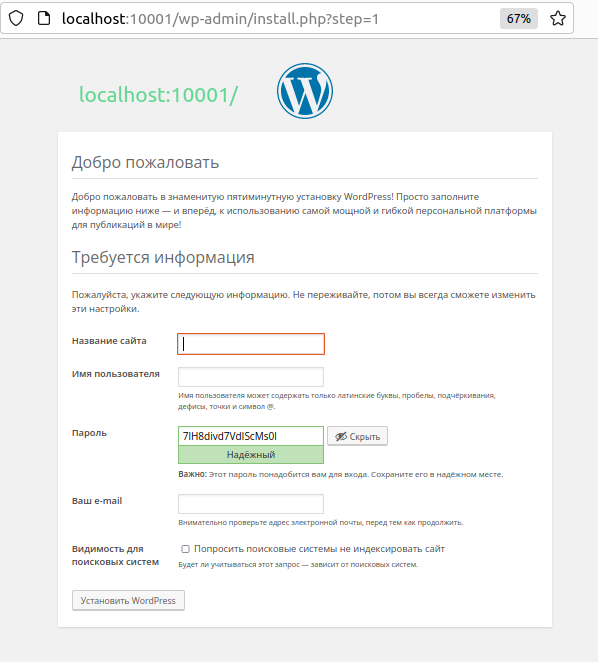 localhost:10001/wp-admin/install.php?step=1
67%
localhost:10001/
Добро пожаловать
Добро пожаловать в знаменитую пятиминутную установку WordPress! Просто заполните
информацию ниже — и вперёд, к использованию самой мощной и гибкой персональной платформы
для публикаций в мире!
Требуется информация
Пожалуйста, укажите следующую информацию. Не переживайте, потом вы всегда сможете изменить
эти настройки.
Название сайта
Имя пользователя
Имя пользователя может содержать только латинские буквы, пробелы, подчёркивания,
дефисы, точки и символ @.
Пароль
Скрыть
Надёжный
Важно: Этот пароль понадобится вам для входа. Сохраните его в надёжном месте.
Ваш e-mail
Внимательно проверьте адрес электронной почты, перед тем как продолжить.
Видимость для
поисковых систем
Попросить поисковые системы не индексировать сайт
Будет ли учитываться этот запрос — зависит от поисковых систем.
Установить WordPress